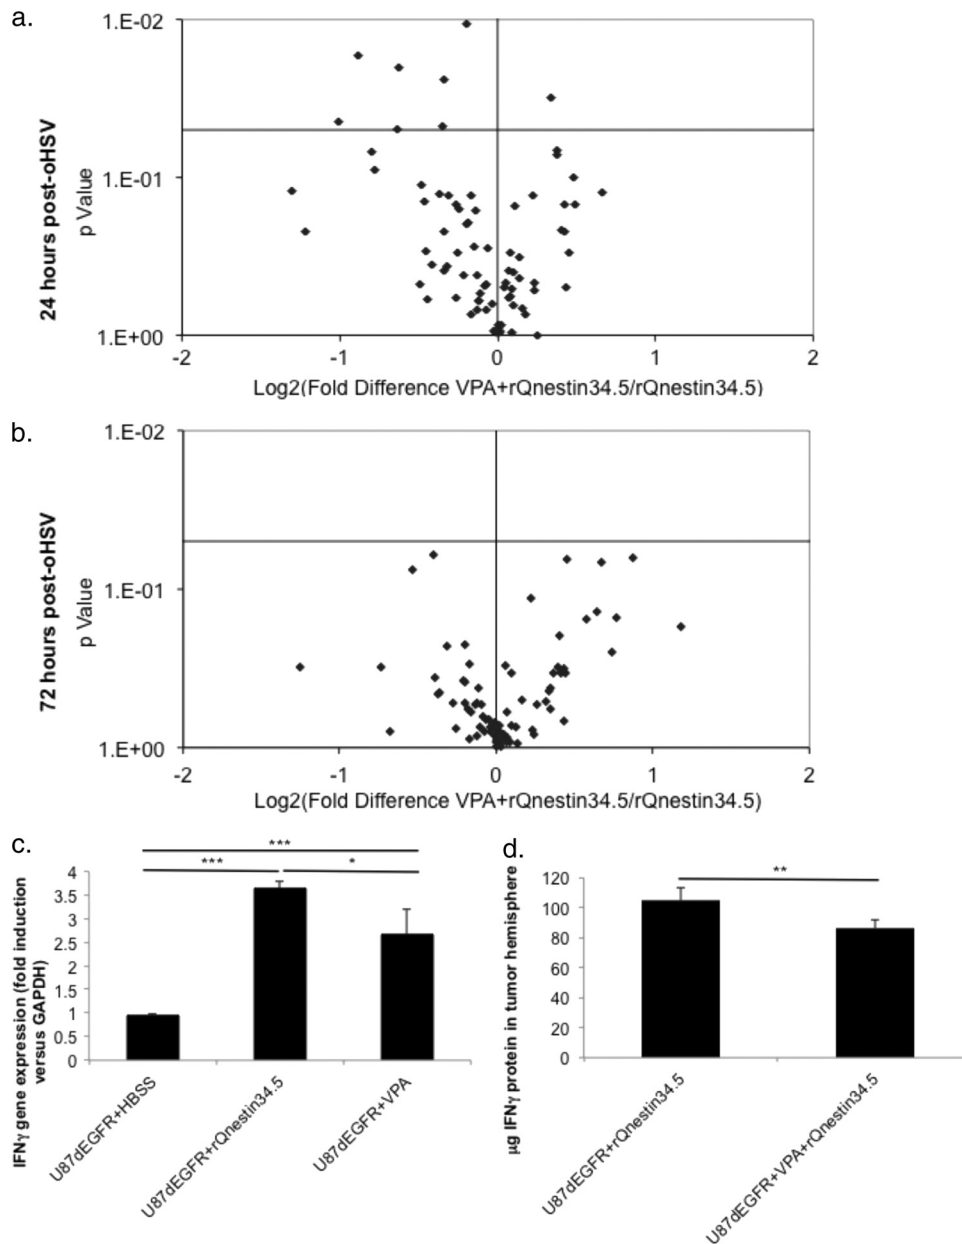 a.
24 hours post-oHSV
p Value
1.E-02
1.E-01
1.E+00
-2
-1
0
1
2
Log2(Fold Difference VPA+rQnestin34.5/rQnestin34.5)
b.
72 hours post-oHSV
p Value
1.E-02
1.E-01
1.E+00
-2
-1
0
1
2
Log2(Fold Difference VPA+rQnestin34.5/rQnestin34.5)
c.
IFNγ gene expression (fold induction
versus GAPDH)
4
3.5
3
2.5
2
1.5
1
0.5
0
***
***
*
U87dEGFR+HBSS
U87dEGFR+rQnestin34.5
U87dEGFR+VPA
d.
µg IFNγ protein in tumor hemisphere
120
100
80
60
40
20
0
**
U87dEGFR+rQnestin34.5
U87dEGFR+VPA+rQnestin34.5